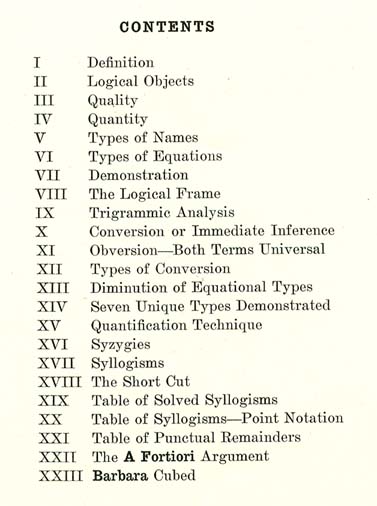 CONTENTS
I Definition
II Logical Objects
III Quality
IV Quantity
V Types of Names
VI Types of Equations
VII Demonstration
VIII The Logical Frame
IX Trigrammic Analysis
X Conversion or Immediate Inference
XI Obversion—Both Terms Universal
XII Types of Conversion
XIII Diminution of Equational Types
XIV Seven Unique Types Demonstrated
XV Quantification Technique
XVI Syzygies
XVII Syllogisms
XVIII The Short Cut
XIX Table of Solved Syllogisms
XX Table of Syllogisms—Point Notation
XXI Table of Punctual Remainders
XXII The A Fortiori Argument
XXIII Barbara Cubed